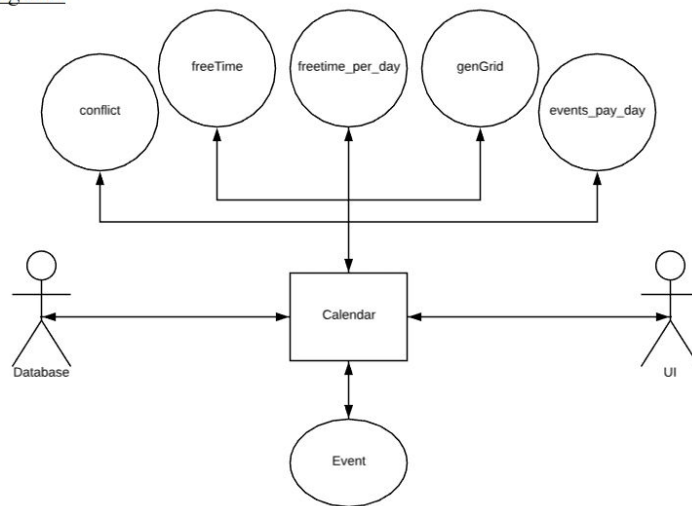 freeTime
freetime_per_day
genGrid
conflict
events_pay_day
Calendar
Database
UI
Event